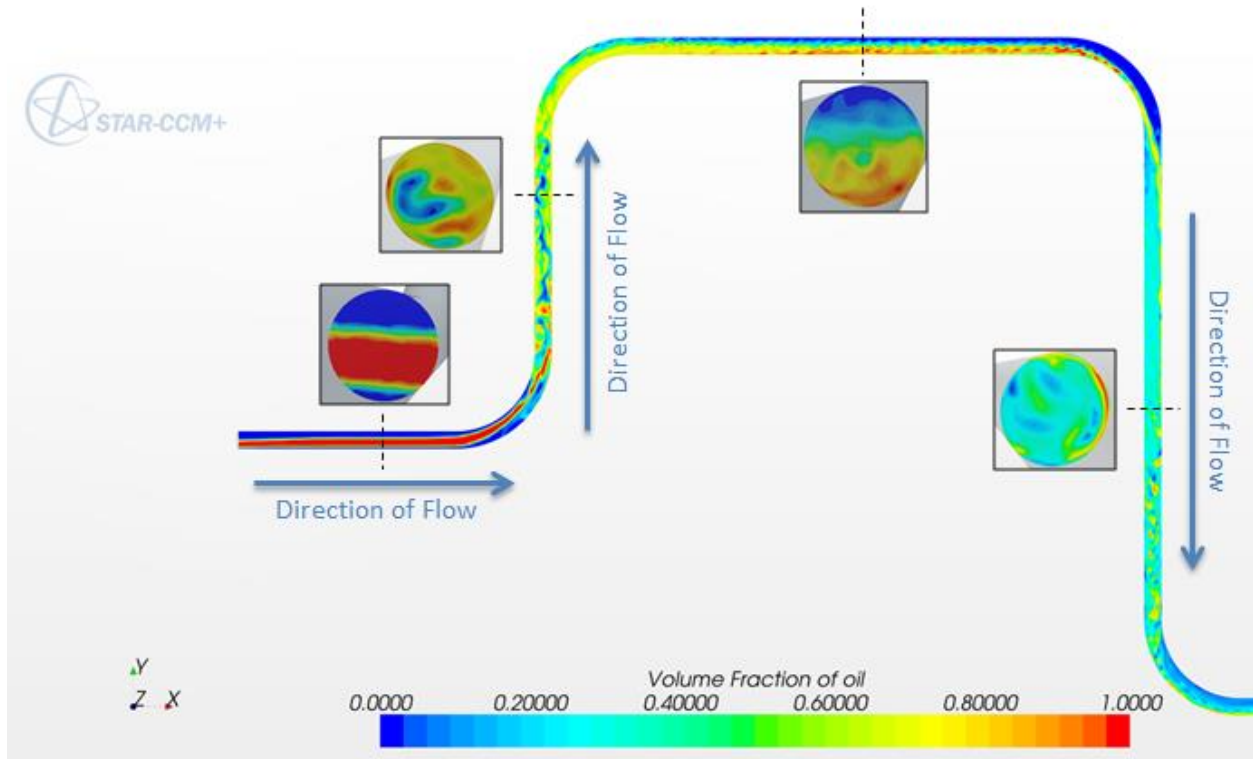 STAR-CCM+
Direction of Flow
Direction of Flow
Direction of Flow
Y
Z X
Volume Fraction of oil
0.0000 0.20000 0.40000 0.60000 0.80000 1.0000